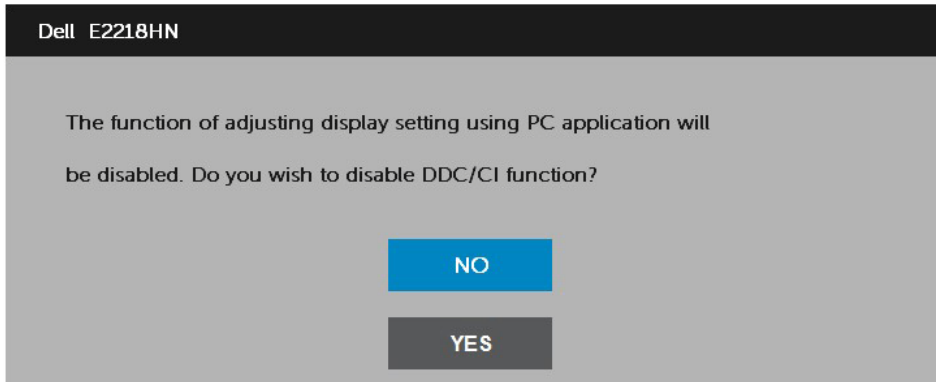 Dell E2218HN
The function of adjusting display setting using PC application will
be disabled. Do you wish to disable DDC/CI function?
NO
YES